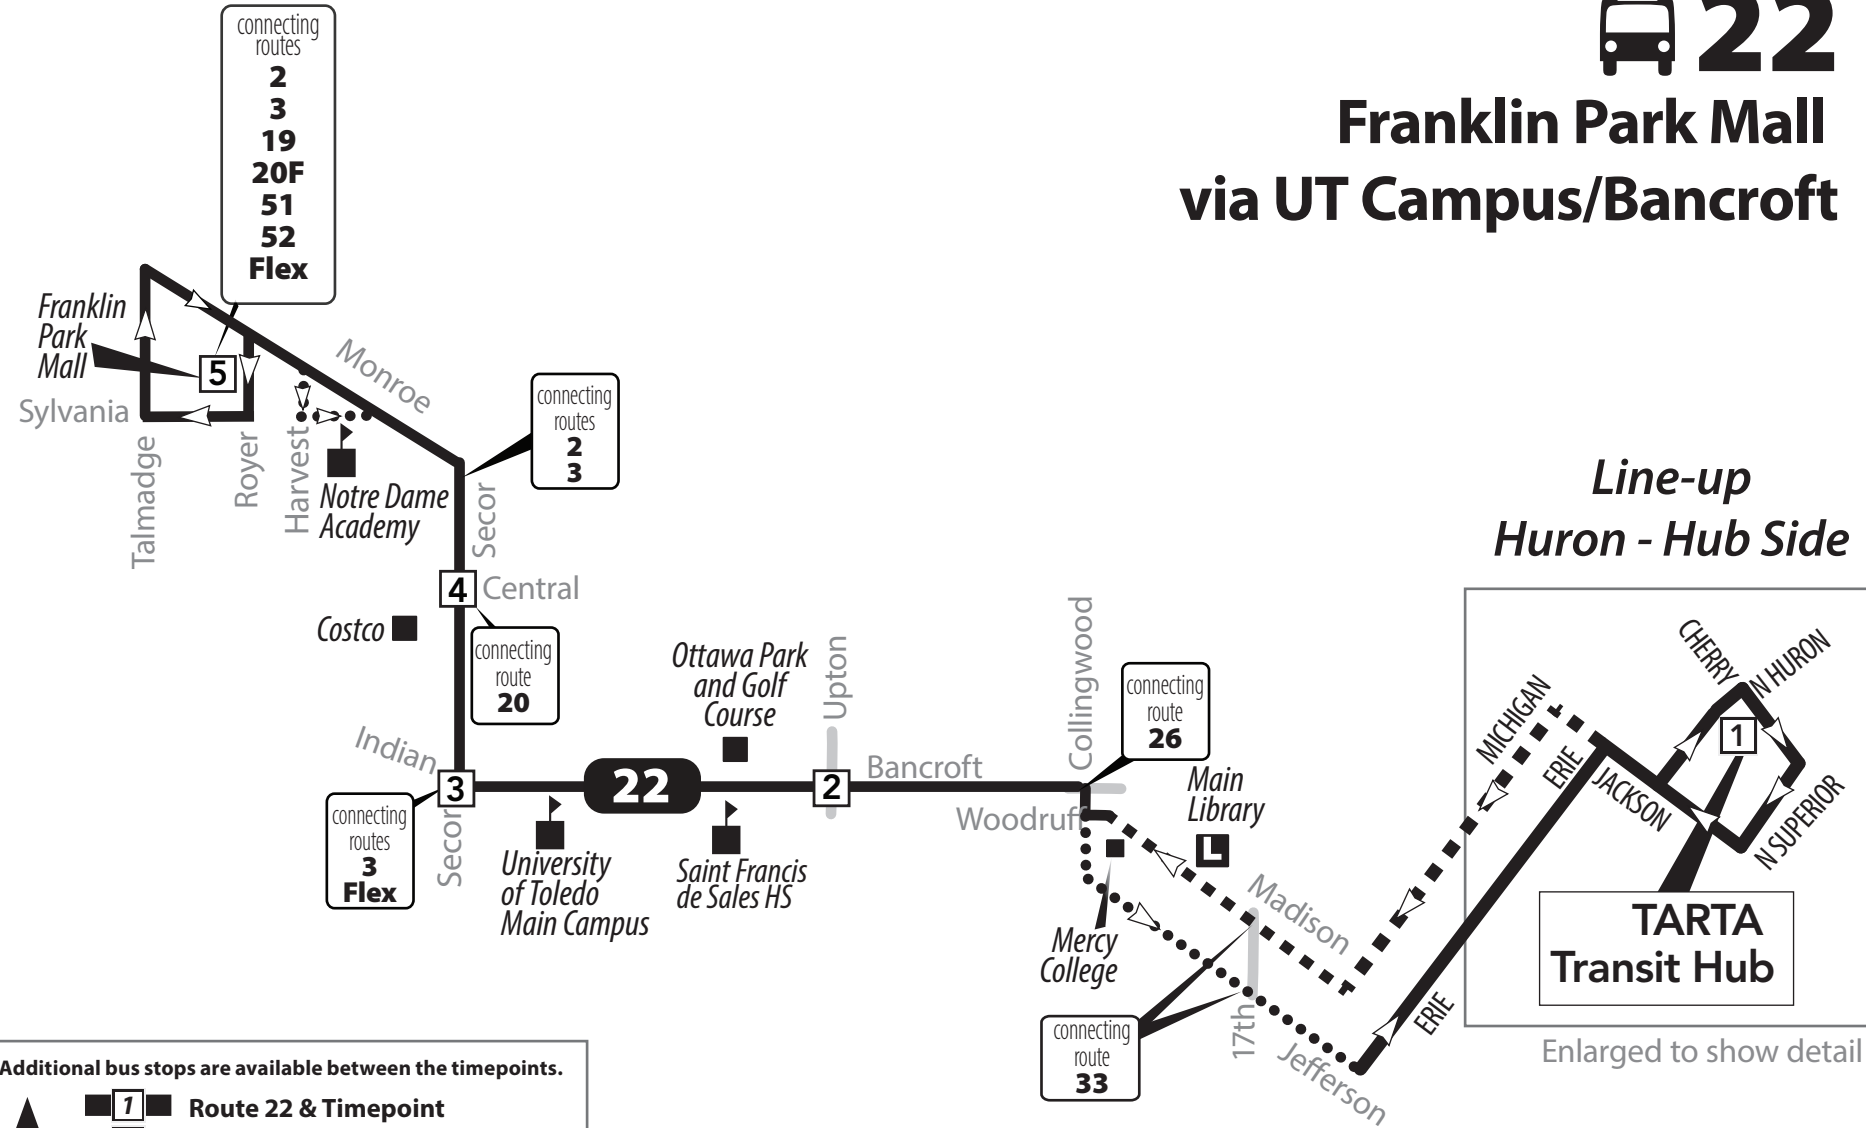 22
Franklin Park Mall
via UT Campus/Bancroft
connecting
routes
2
3
19
20F
51
52
Flex
Franklin
Park
Mall
5
Monroe
Sylvania
Talmadge
Royer
Harvest
Notre Dame
Academy
connecting
routes
2
3
Secor
4
Central
Costco
connecting
route
20
Indian
3
connecting
routes
3
Flex
Secor
22
University
of Toledo
Main Campus
Ottawa Park
and Golf
Course
Saint Francis
de Sales HS
Upton
2
Bancroft
Collingwood
Woodruff
connecting
route
26
Main
Library
L
Mercy
College
Madison
17th
connecting
route
33
Jefferson
ERIE
Line-up
Huron - Hub Side
MICHIGAN
ERIE
JACKSON
CHERRY
N HURON
1
N SUPERIOR
TARTA
Transit Hub
Enlarged to show detail
Additional bus stops are available between the timepoints.
1
Route 22 & Timepoint